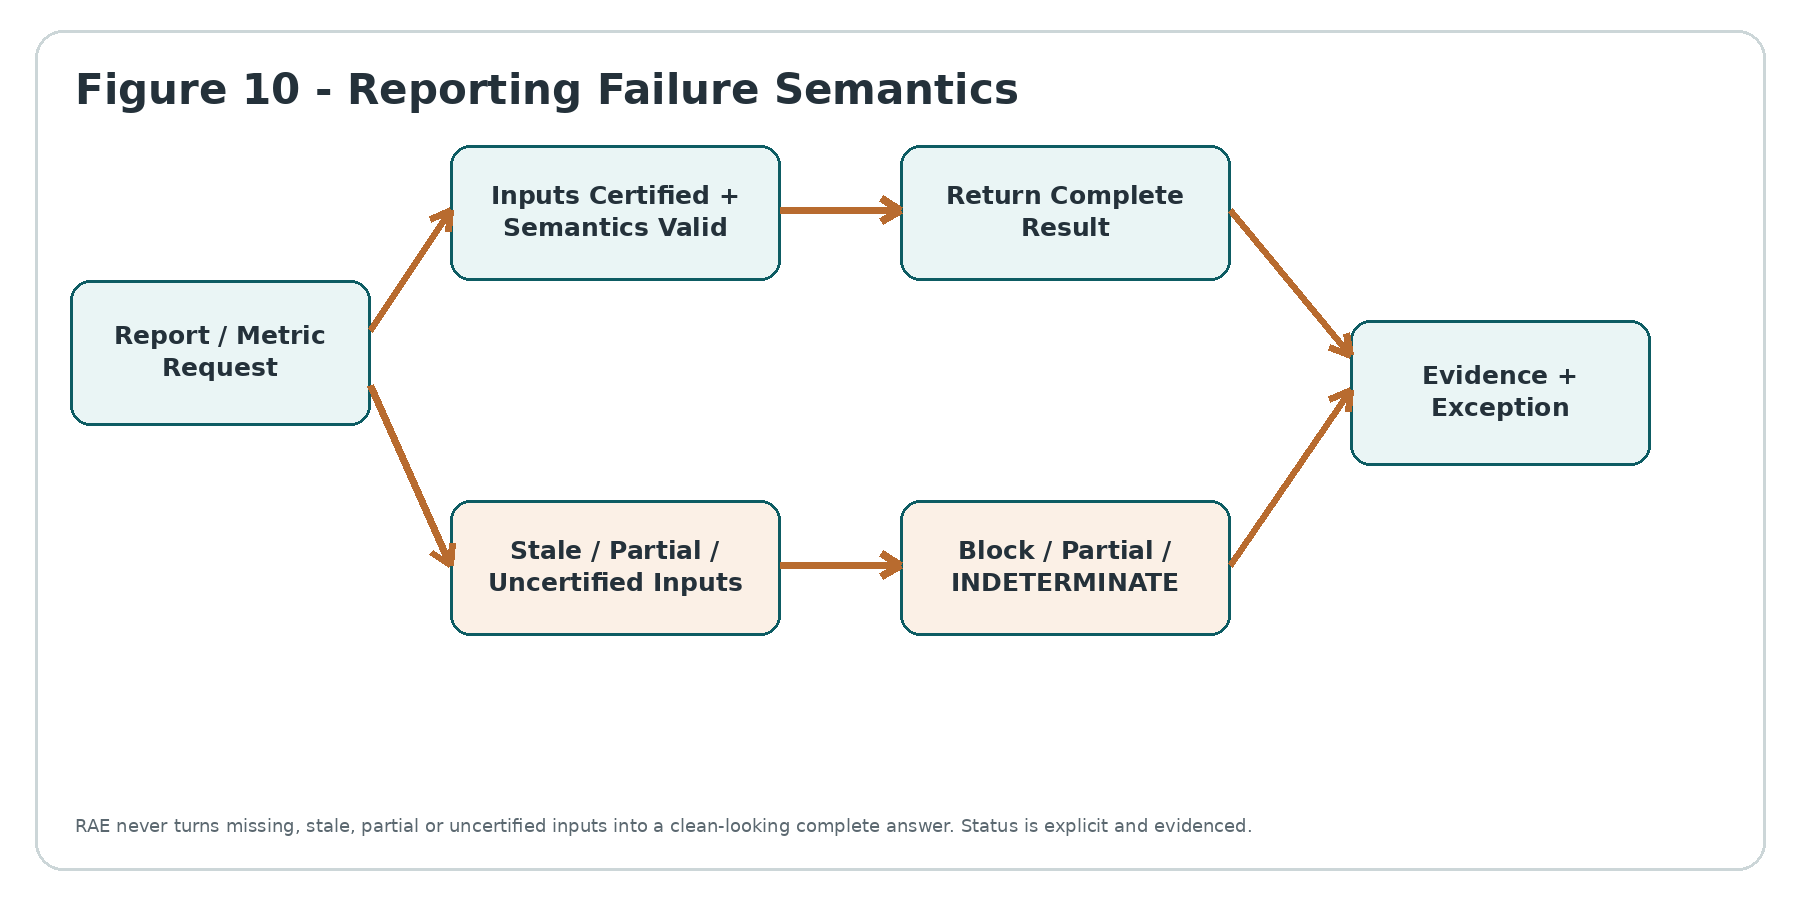 Figure 10 - Reporting Failure Semantics
Inputs Certified +
Semantics Valid
Return Complete
Result
Report / Metric
Request
Evidence +
Exception
Stale / Partial /
Uncertified Inputs
Block / Partial /
INDETERMINATE
RAE never turns missing, stale, partial or uncertified inputs into a clean-looking complete answer. Status is explicit and evidenced.